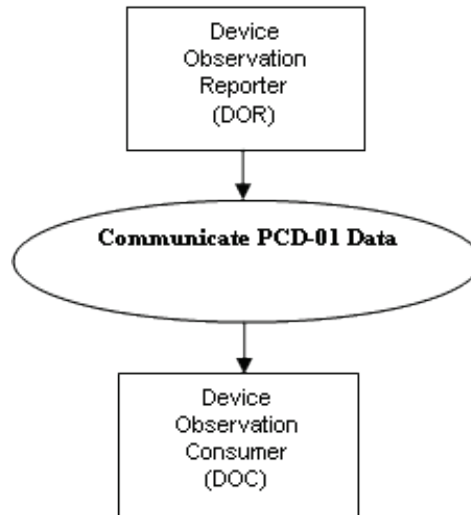 Device
Observation
Reporter
(DOR)
Communicate PCD-01 Data
Device
Observation
Consumer
(DOC)